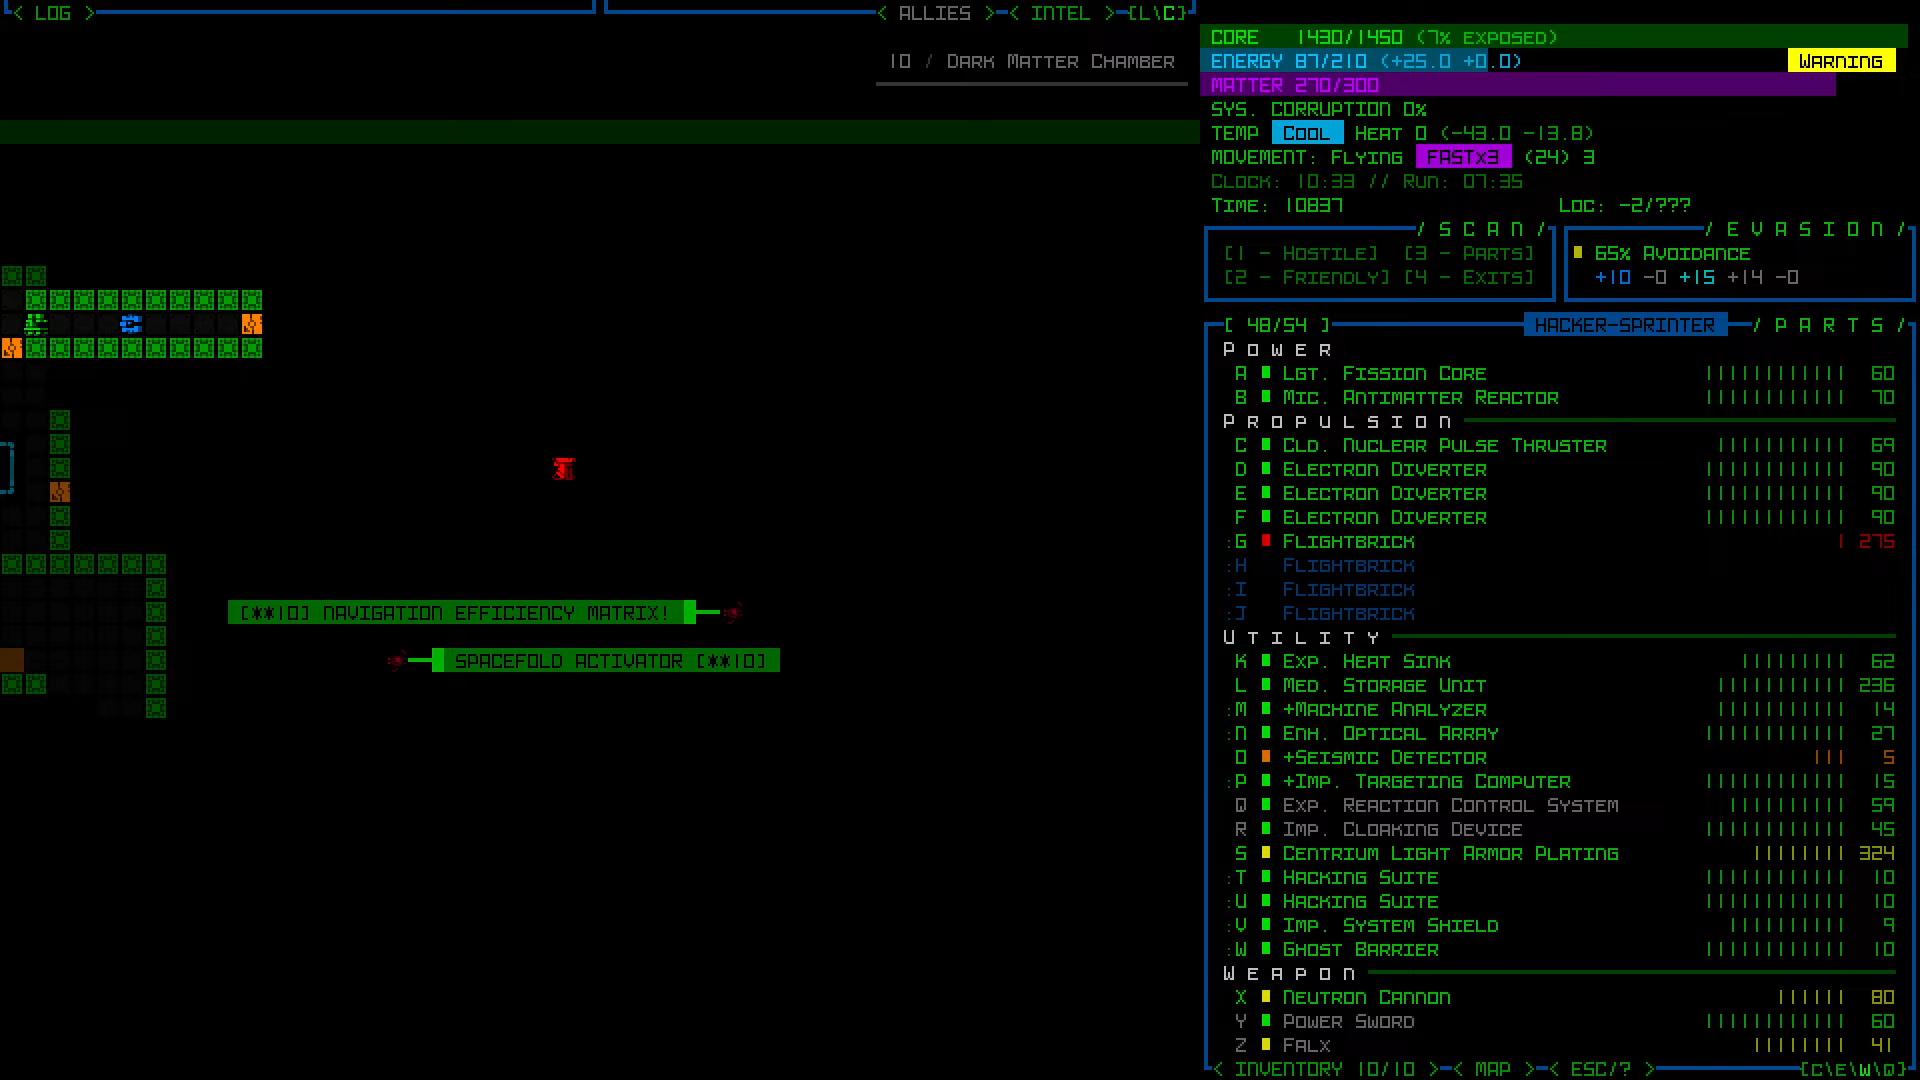 < LOG >
< ALLIES > < INTEL > [L\C]
10 / DARK MATTER CHAMBER
CORE 1430/1450 (7% EXPOSED)
ENERGY 87/210 (+25.0 +0.0) WARNING
MATTER 270/300
SYS. CORRUPTION 0%
TEMP COOL HEAT 0 (-43.0 -13.8)
MOVEMENT: FLYING FASTx3 (24) 3
CLOCK: 10:33 // RUN: 07:35
TIME: 10837 LOC: -2/???
/ SCAN /
[1 - HOSTILE] [3 - PARTS]
[2 - FRIENDLY] [4 - EXITS]
/ EVASION /
65% AVOIDANCE
+10 -0 +15 +14 -0
[ 48/54 ] HACKER-SPRINTER / PARTS /
POWER
A LGT. FISSION CORE 60
B MIC. ANTIMATTER REACTOR 70
PROPULSION
C CLD. NUCLEAR PULSE THRUSTER 69
D ELECTRON DIVERTER 90
E ELECTRON DIVERTER 90
F ELECTRON DIVERTER 90
:G FLIGHTBRICK 275
:H FLIGHTBRICK
:I FLIGHTBRICK
:J FLIGHTBRICK
UTILITY
K EXP. HEAT SINK 62
L MED. STORAGE UNIT 236
:M +MACHINE ANALYZER 14
:N ENH. OPTICAL ARRAY 27
O +SEISMIC DETECTOR 5
:P +IMP. TARGETING COMPUTER 15
Q EXP. REACTION CONTROL SYSTEM 59
R IMP. CLOAKING DEVICE 45
S CENTRIUM LIGHT ARMOR PLATING 324
:T HACKING SUITE 10
:U HACKING SUITE 10
:V IMP. SYSTEM SHIELD 9
:W GHOST BARRIER 10
WEAPON
X NEUTRON CANNON 80
Y POWER SWORD 60
Z FALX 41
< INVENTORY 10/10 > < MAP > < ESC/? > [C\E\W\Q]
[**10] NAVIGATION EFFICIENCY MATRIX!
SPACEFOLD ACTIVATOR [**10]